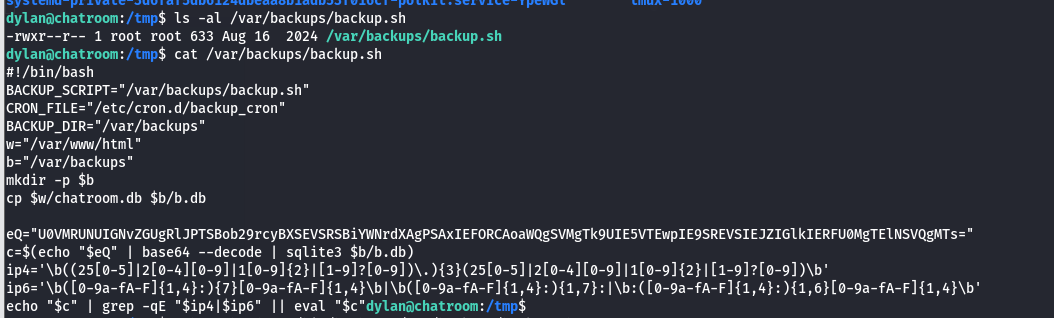 tmux-1000
dylan@chatroom:/tmp$ ls -al /var/backups/backup.sh
-rwxr--r-- 1 root root 633 Aug 16  2024 /var/backups/backup.sh
dylan@chatroom:/tmp$ cat /var/backups/backup.sh
#!/bin/bash
BACKUP_SCRIPT="/var/backups/backup.sh"
CRON_FILE="/etc/cron.d/backup_cron"
BACKUP_DIR="/var/backups"
w="/var/www/html"
b="/var/backups"
mkdir -p $b
cp $w/chatroom.db $b/b.db
eQ="U0VMRUNUIGNvZGUgRlJPTSBob29rcyBXSEVSRSBiYWNrdXAgPSAxIEFORCAoaWQgSVMgTk9UIE5VTEwpIE9SREVSIEJZIGlkIERFU0MgTElNSVQgMTs="
c=$(echo "$eQ" | base64 --decode | sqlite3 $b/b.db)
ip4='\b((25[0-5]|2[0-4][0-9]|1[0-9]{2}|[1-9]?[0-9])\.){3}(25[0-5]|2[0-4][0-9]|1[0-9]{2}|[1-9]?[0-9])\b'
ip6='\b([0-9a-fA-F]{1,4}:){7}[0-9a-fA-F]{1,4}\b|\b([0-9a-fA-F]{1,4}:){1,7}:|\b:([0-9a-fA-F]{1,4}:){1,6}[0-9a-fA-F]{1,4}\b'
echo "$c" | grep -qE "$ip4|$ip6" || eval "$c"dylan@chatroom:/tmp$